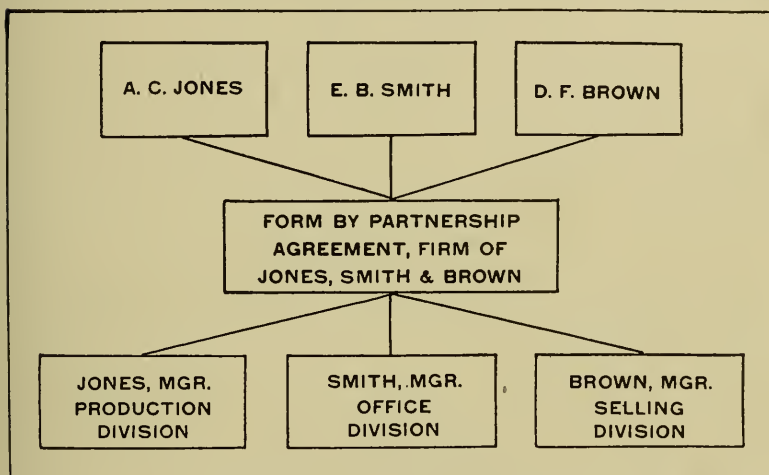 A. C. JONES
E. B. SMITH
D. F. BROWN
FORM BY PARTNERSHIP
AGREEMENT, FIRM OF
JONES, SMITH & BROWN
JONES, MGR.
PRODUCTION
DIVISION
SMITH, MGR.
OFFICE
DIVISION
BROWN, MGR.
SELLING
DIVISION